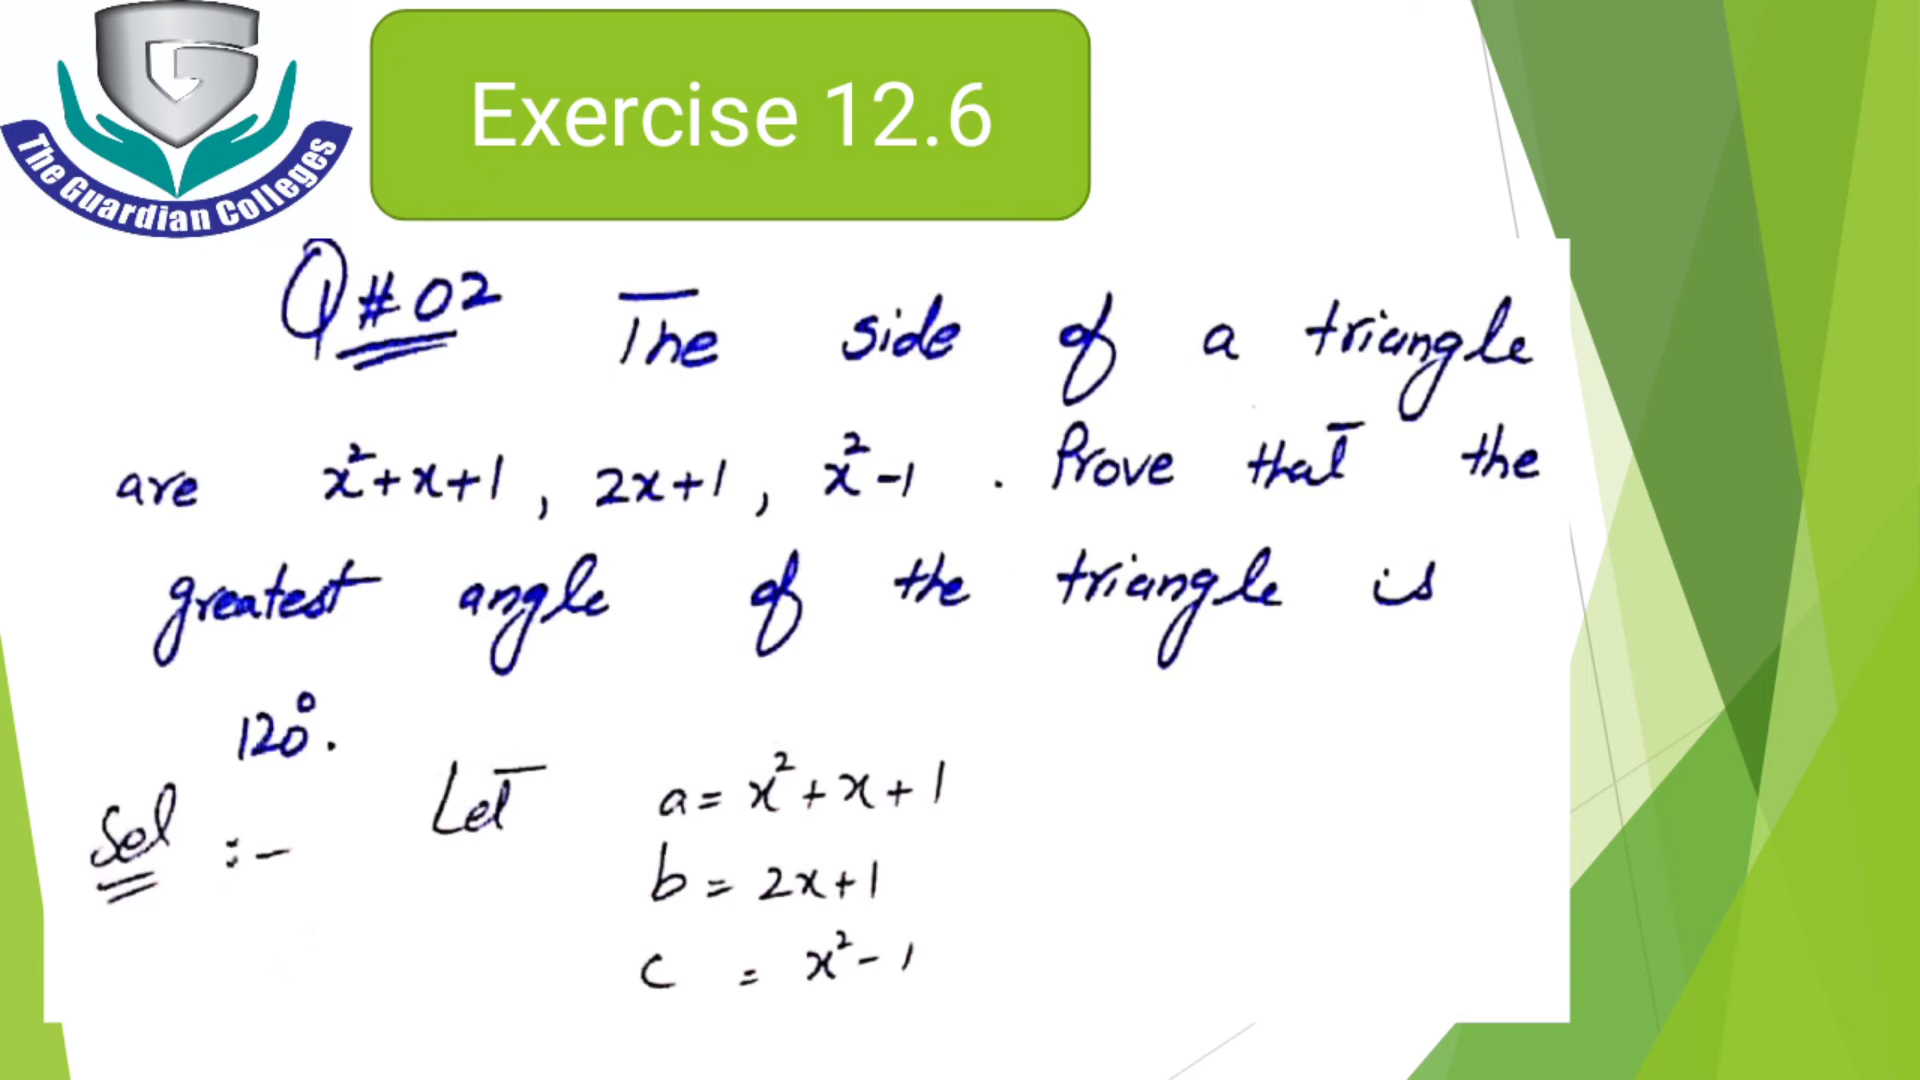 The Guardian Colleges
Exercise 12.6
Q#02 The side of a triangle
are x²+x+1, 2x+1, x²-1. Prove that the
greatest angle of the triangle is
120°.
Sol :- Let a = x²+x+1
b = 2x+1
c = x²-1